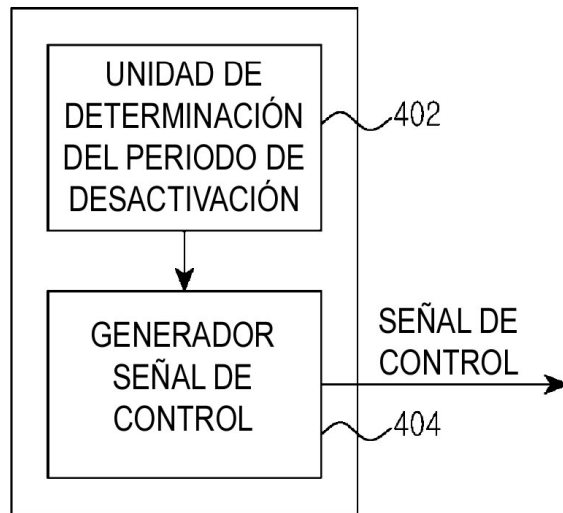 UNIDAD DE
DETERMINACIÓN
DEL PERIODO DE
DESACTIVACIÓN
402
GENERADOR
SEÑAL DE
CONTROL
SEÑAL DE
CONTROL
404